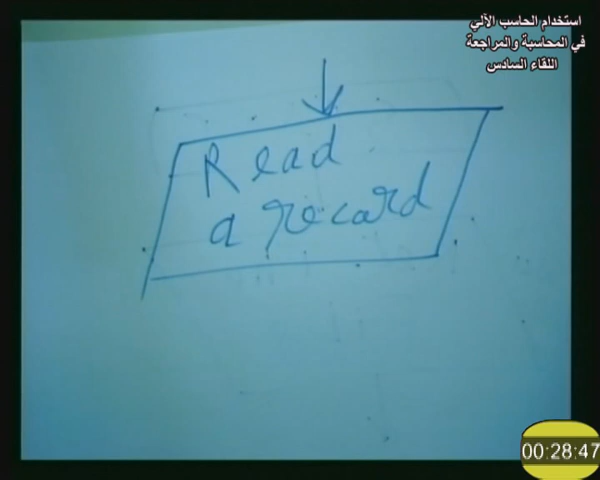 استخدام الحاسب الآلي
في المحاسبة والمراجعة
اللقاء السادس
Read
a record
00:28:47